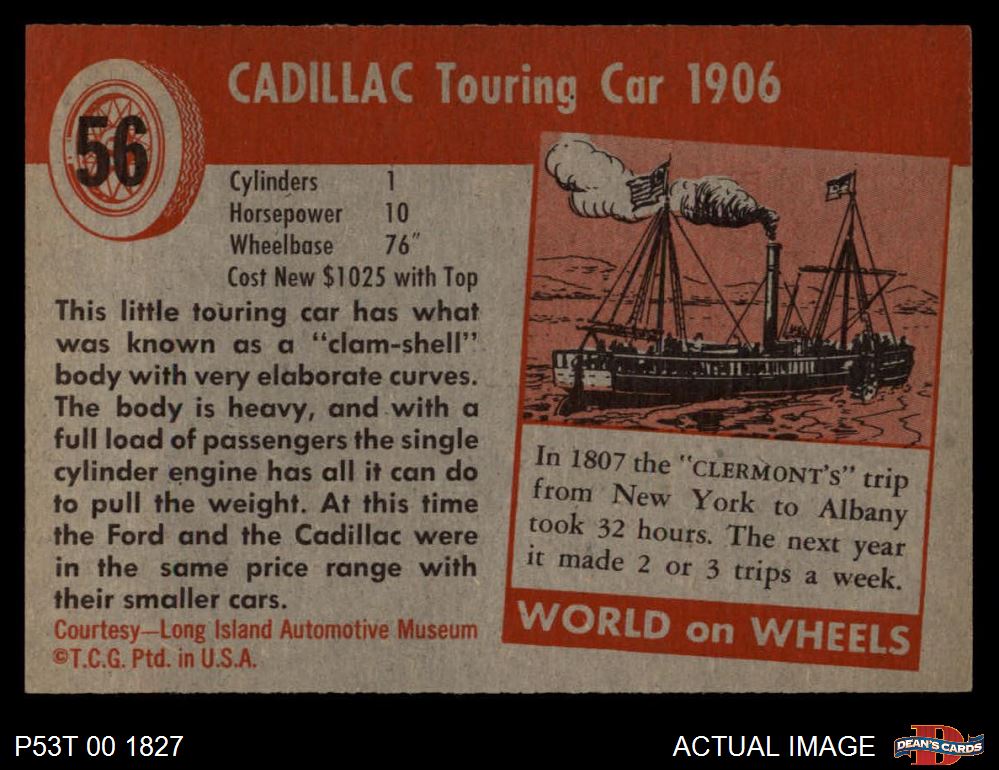 CADILLAC Touring Car 1906
56
Cylinders 1
Horsepower 10
Wheelbase 76"
Cost New $1025 with Top
This little touring car has what
was known as a "clam-shell"
body with very elaborate curves.
The body is heavy, and with a
full load of passengers the single
cylinder engine has all it can do
to pull the weight. At this time
the Ford and the Cadillac were
in the same price range with
their smaller cars.
Courtesy—Long Island Automotive Museum
©T.C.G. Ptd. in U.S.A.
In 1807 the "CLERMONT'S" trip
from New York to Albany
took 32 hours. The next year
it made 2 or 3 trips a week.
WORLD on WHEELS
P53T 00 1827
ACTUAL IMAGE
D
DEAN'S CARDS